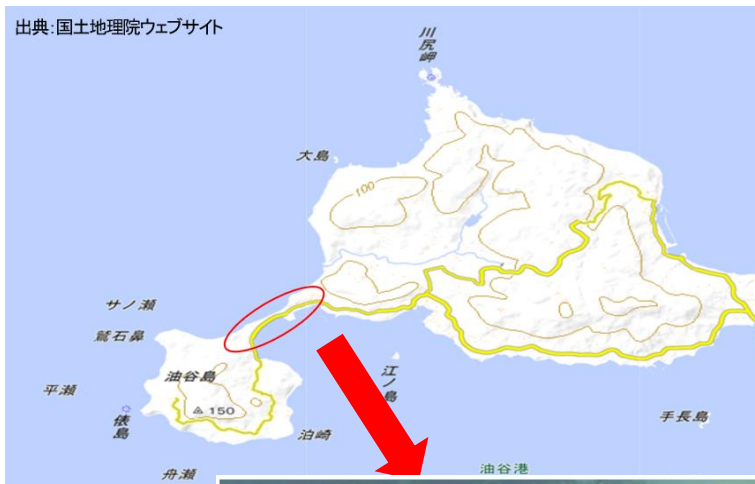 出典:国土地理院ウェブサイト
川尻岬
大島
100
サノ瀬
鷲石鼻
油谷島
平瀬
150
俵島
江ノ島
手長島
泊崎
舟瀬
油谷港